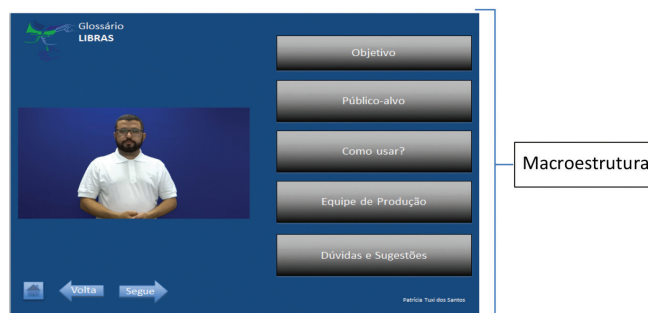 Glossário
LIBRAS
Objetivo
Público-alvo
Como usar?
Equipe de Produção
Dúvidas e Sugestões
Volta
Segue
Patrícia Tuxi dos Santos
Macroestrutura